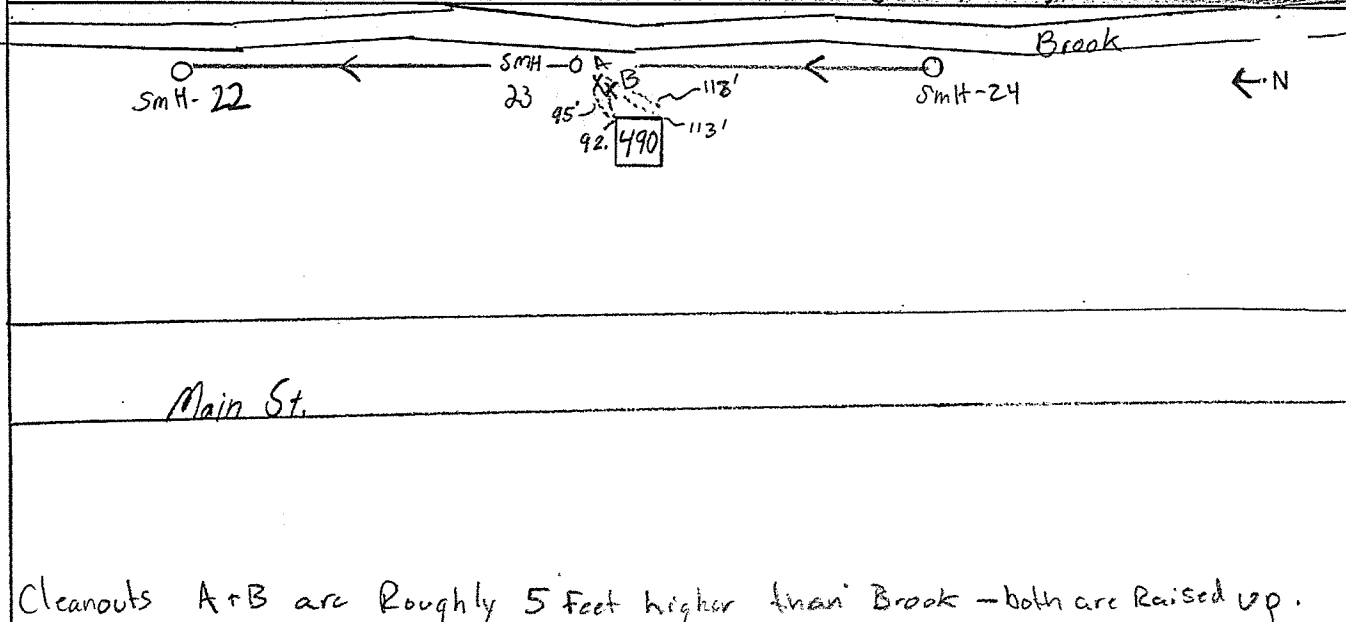 Brook
SMH
A
B
SMH-22
23
SMH-24
← N
118'
95'
113'
92.
490
Main St.
Cleanouts A+B are Roughly 5 Feet higher than Brook - both are Raised up.